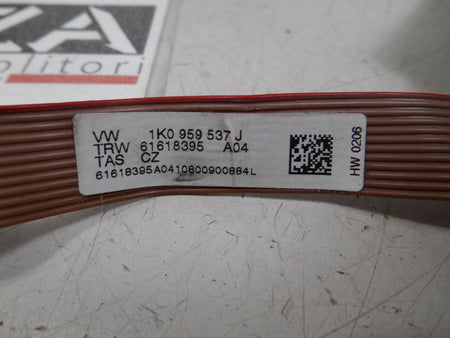 ZA
olitori
VW 1K0 959 537 J
TRW 61618395 A04
TAS CZ
61618395A0410800900884L
HW 0206